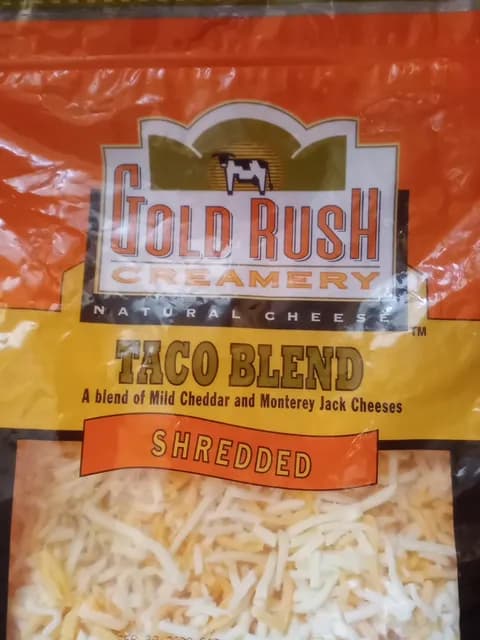 GOLD RUSH
CREAMERY
NATURAL CHEESE
TM
TACO BLEND
A blend of Mild Cheddar and Monterey Jack Cheeses
SHREDDED